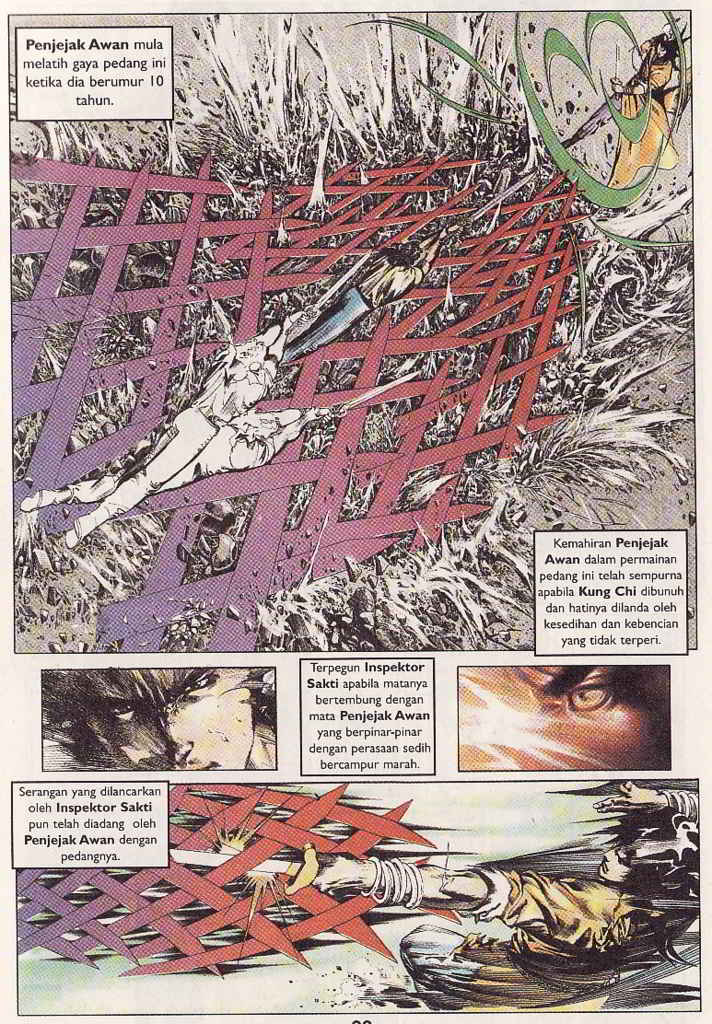 Penjejak Awan mula
melatih gaya pedang ini
ketika dia berumur 10
tahun.
Kemahiran Penjejak
Awan dalam permainan
pedang ini telah sempurna
apabila Kung Chi dibunuh
dan hatinya dilanda oleh
kesedihan dan kebencian
yang tidak terperi.
Terpegun Inspektor
Sakti apabila matanya
bertembung dengan
mata Penjejak Awan
yang berpinar-pinar
dengan perasaan sedih
bercampur marah.
Serangan yang dilancarkan
oleh Inspektor Sakti
pun telah diadang oleh
Penjejak Awan dengan
pedangnya.